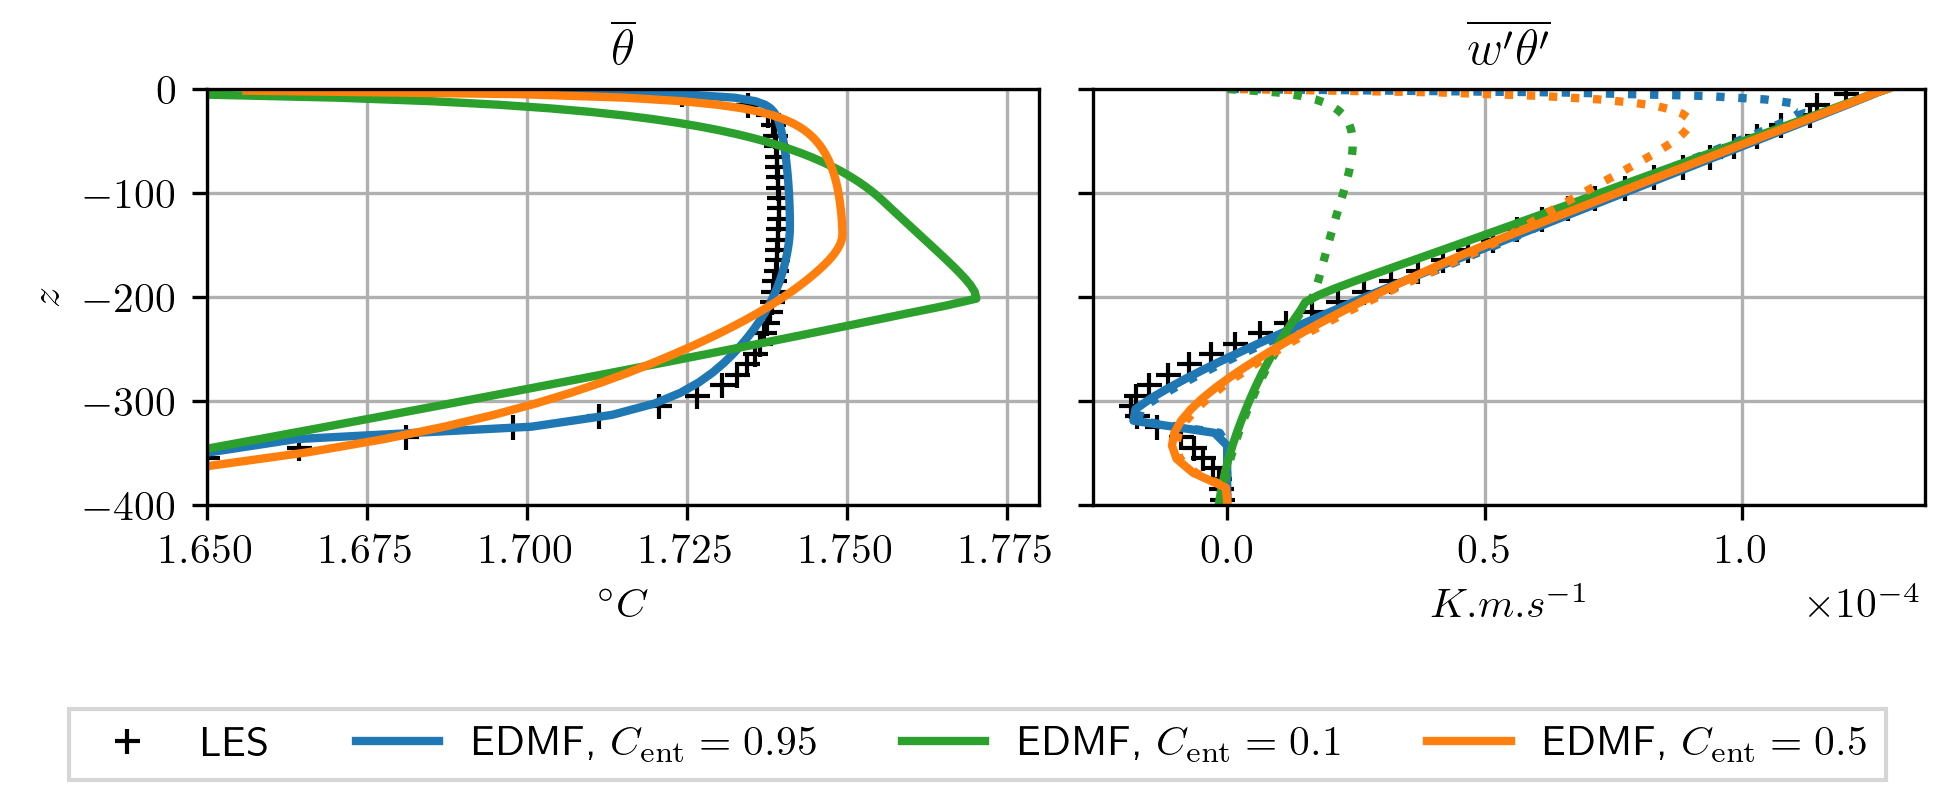 θ̅ w′θ′
0
−100
−200
−300
−400
z
1.650 1.675 1.700 1.725 1.750 1.775
0.0 0.5 1.0
°C K.m.s⁻¹ ×10⁻⁴
LES EDMF, C_ent = 0.95 EDMF, C_ent = 0.1 EDMF, C_ent = 0.5